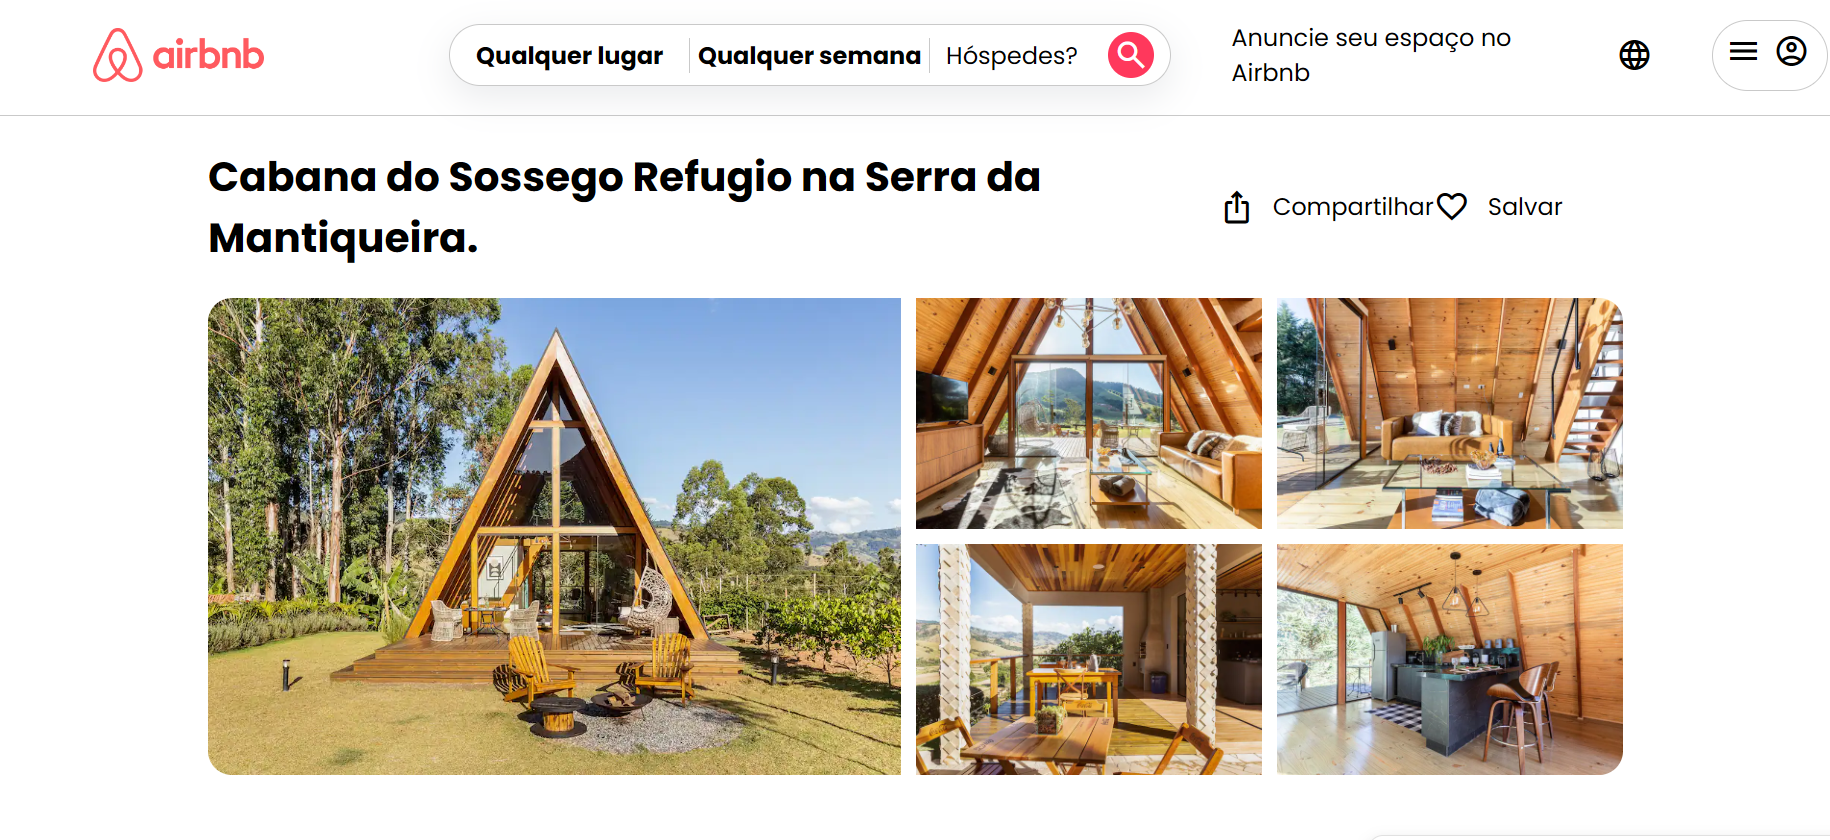 airbnb
Qualquer lugar
Qualquer semana
Hóspedes?
Anuncie seu espaço no
Airbnb
Cabana do Sossego Refugio na Serra da
Mantiqueira.
Compartilhar
Salvar